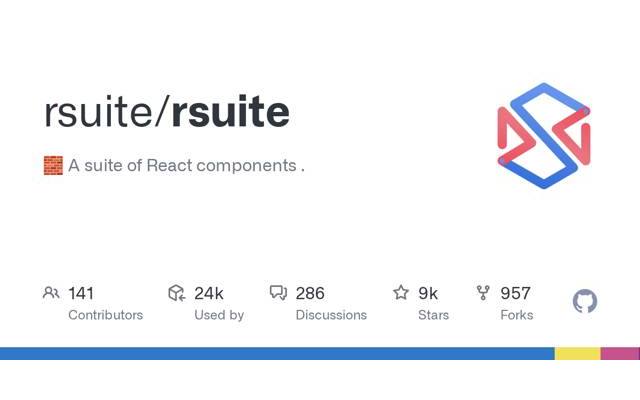 rsuite/rsuite
🧱 A suite of React components .
141 24k 286 9k 957
Contributors Used by Discussions Stars Forks